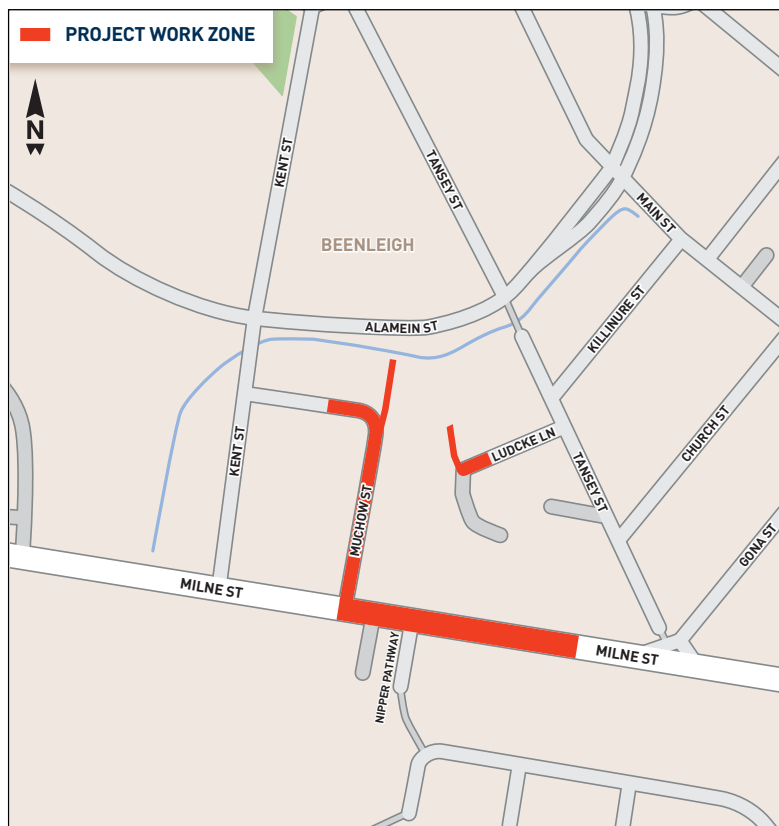 PROJECT WORK ZONE
N
KENT ST
TANSEY ST
MAIN ST
BEENLEIGH
KILLINURE ST
ALAMEIN ST
CHURCH ST
KENT ST
LUDCKE LN
TANSEY ST
MUCHOW ST
GONA ST
MILNE ST
MILNE ST
NIPPER PATHWAY